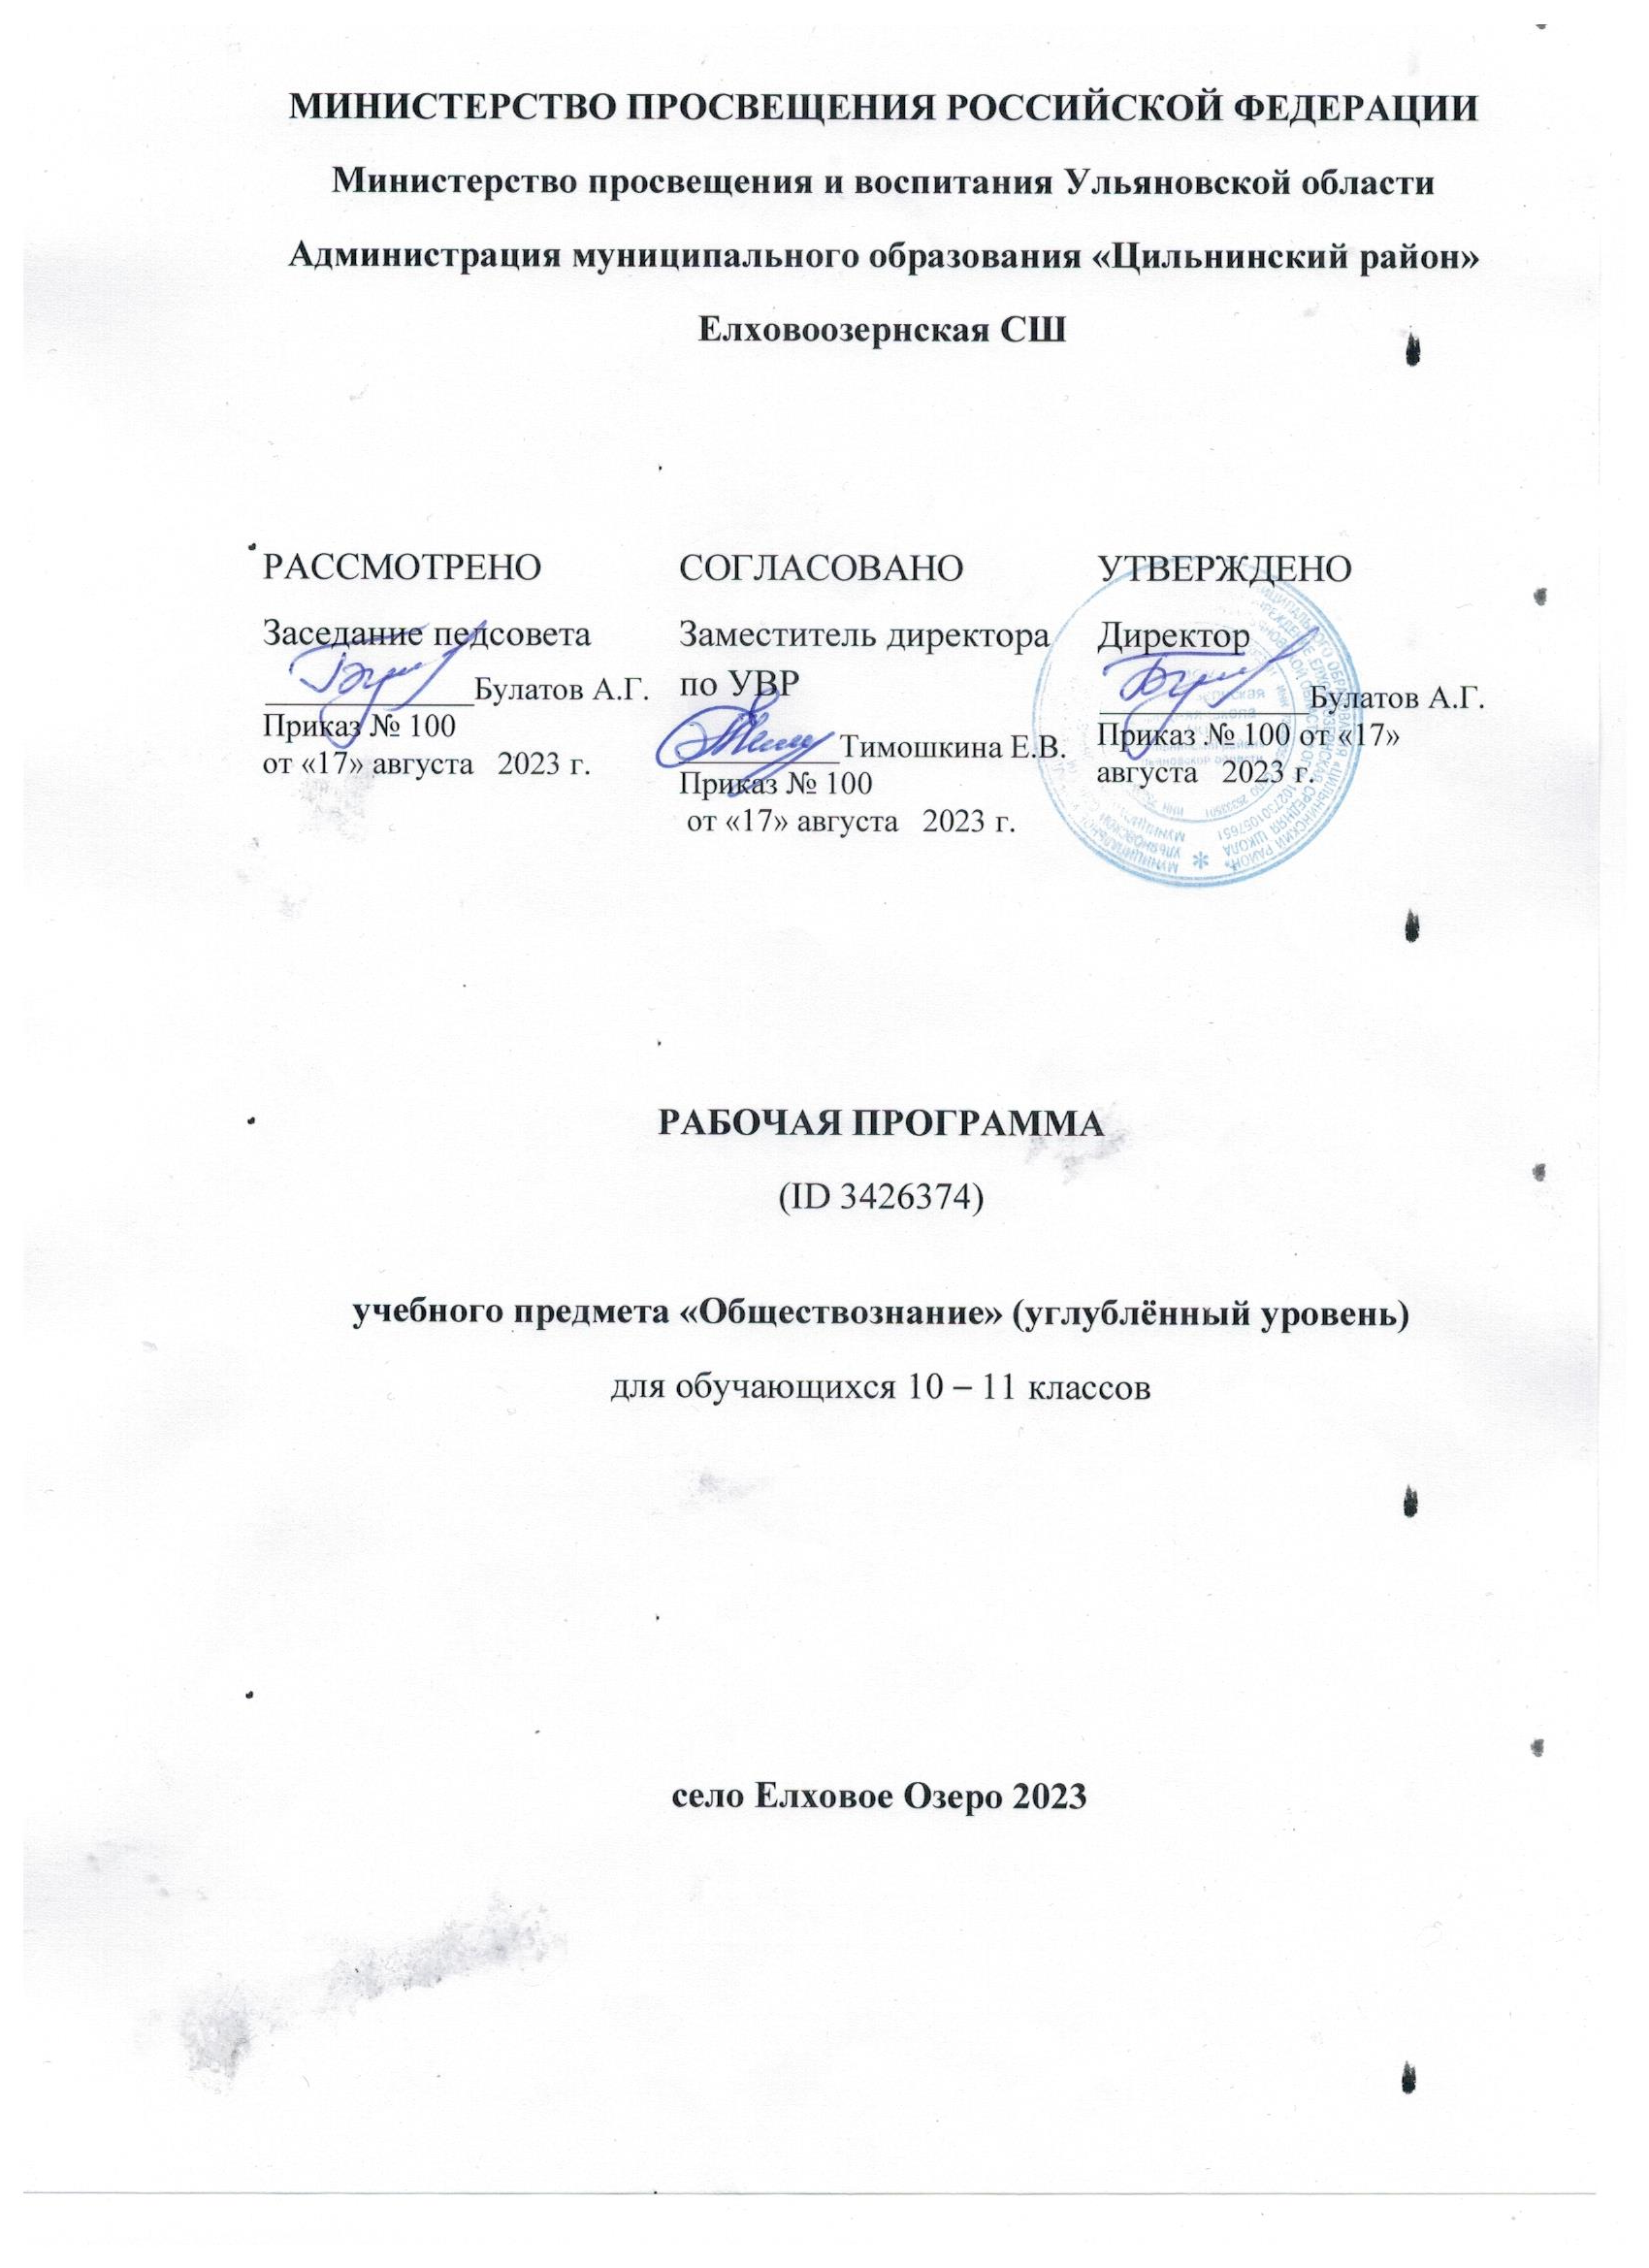 МИНИСТЕРСТВО ПРОСВЕЩЕНИЯ РОССИЙСКОЙ ФЕДЕРАЦИИ
Министерство просвещения и воспитания Ульяновской области
Администрация муниципального образования «Цильнинский район»
Елховоозернская СШ
РАССМОТРЕНО
Заседание педсовета
____________Булатов А.Г.
Приказ № 100
от «17» августа 2023 г.
СОГЛАСОВАНО
Заместитель директора
по УВР
_________Тимошкина Е.В.
Приказ № 100
от «17» августа 2023 г.
УТВЕРЖДЕНО
Директор
____________Булатов А.Г.
Приказ № 100 от «17»
августа 2023 г.
РАБОЧАЯ ПРОГРАММА
(ID 3426374)
учебного предмета «Обществознание» (углублённый уровень)
для обучающихся 10 – 11 классов
село Елховое Озеро 2023